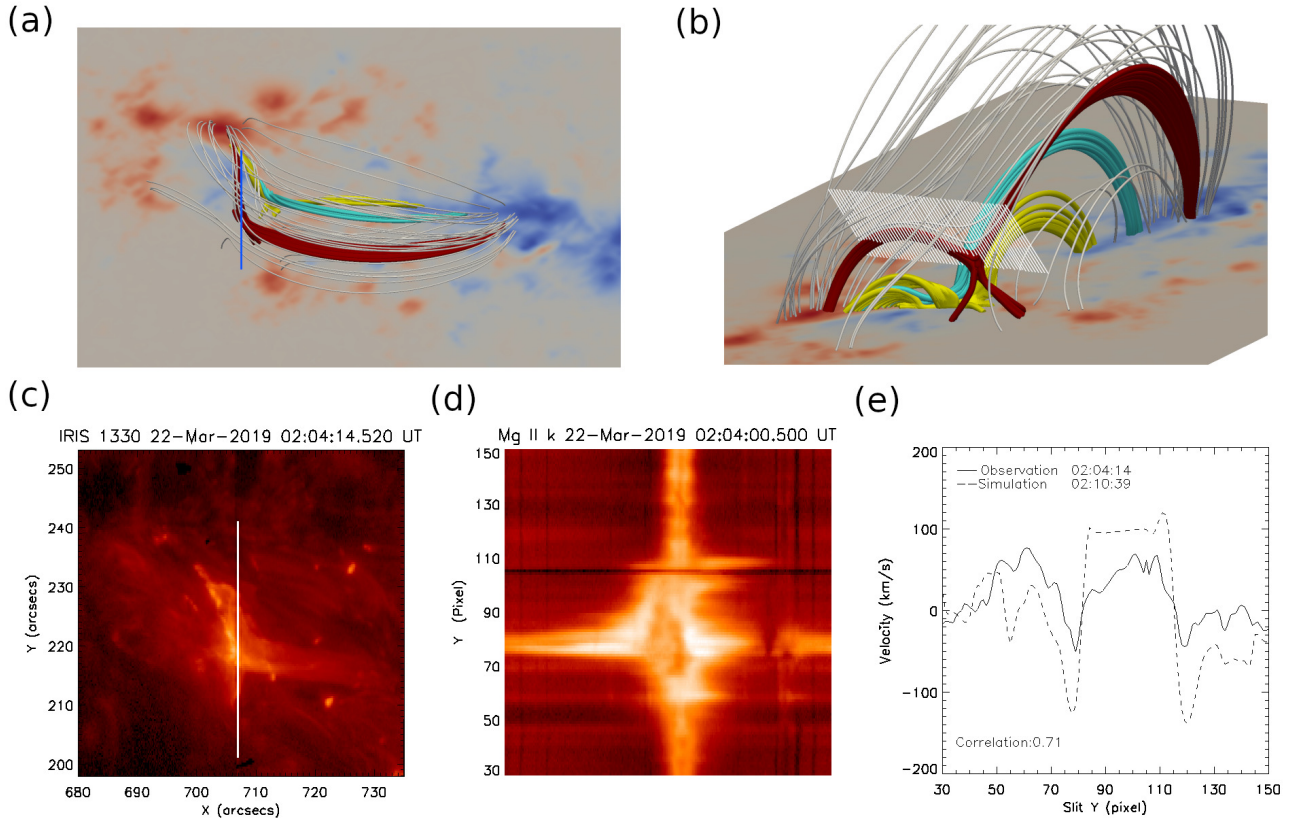 (a)
(b)
(c)
(d)
(e)
IRIS 1330 22-Mar-2019 02:04:14.520 UT
Mg II k 22-Mar-2019 02:04:00.500 UT
250
240
230
220
210
200
Y (arcsecs)
680 690 700 710 720 730
X (arcsecs)
150
130
110
90
70
50
30
Y (Pixel)
200
100
0
-100
-200
Velocity (km/s)
Observation 02:04:14
Simulation 02:10:39
Correlation:0.71
30 50 70 90 110 130 150
Slit Y (pixel)